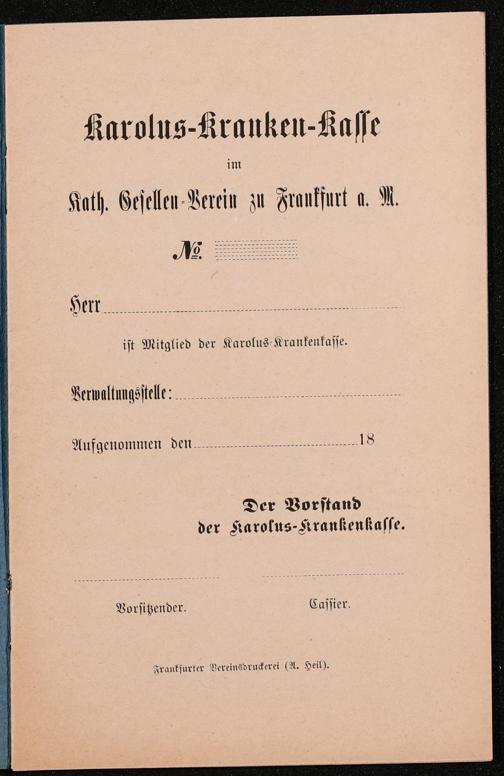 Karolus-Kranken-Kasse
im
Kath. Gesellen-Verein zu Frankfurt a. M.
No.
Herr
ist Mitglied der Karolus-Krankenkasse.
Verwaltungsstelle:
Aufgenommen den 18
Der Vorstand
der Karolus-Krankenkasse.
Vorsitzender. Cassier.
Frankfurter Vereinsdruckerei (A. Heil).